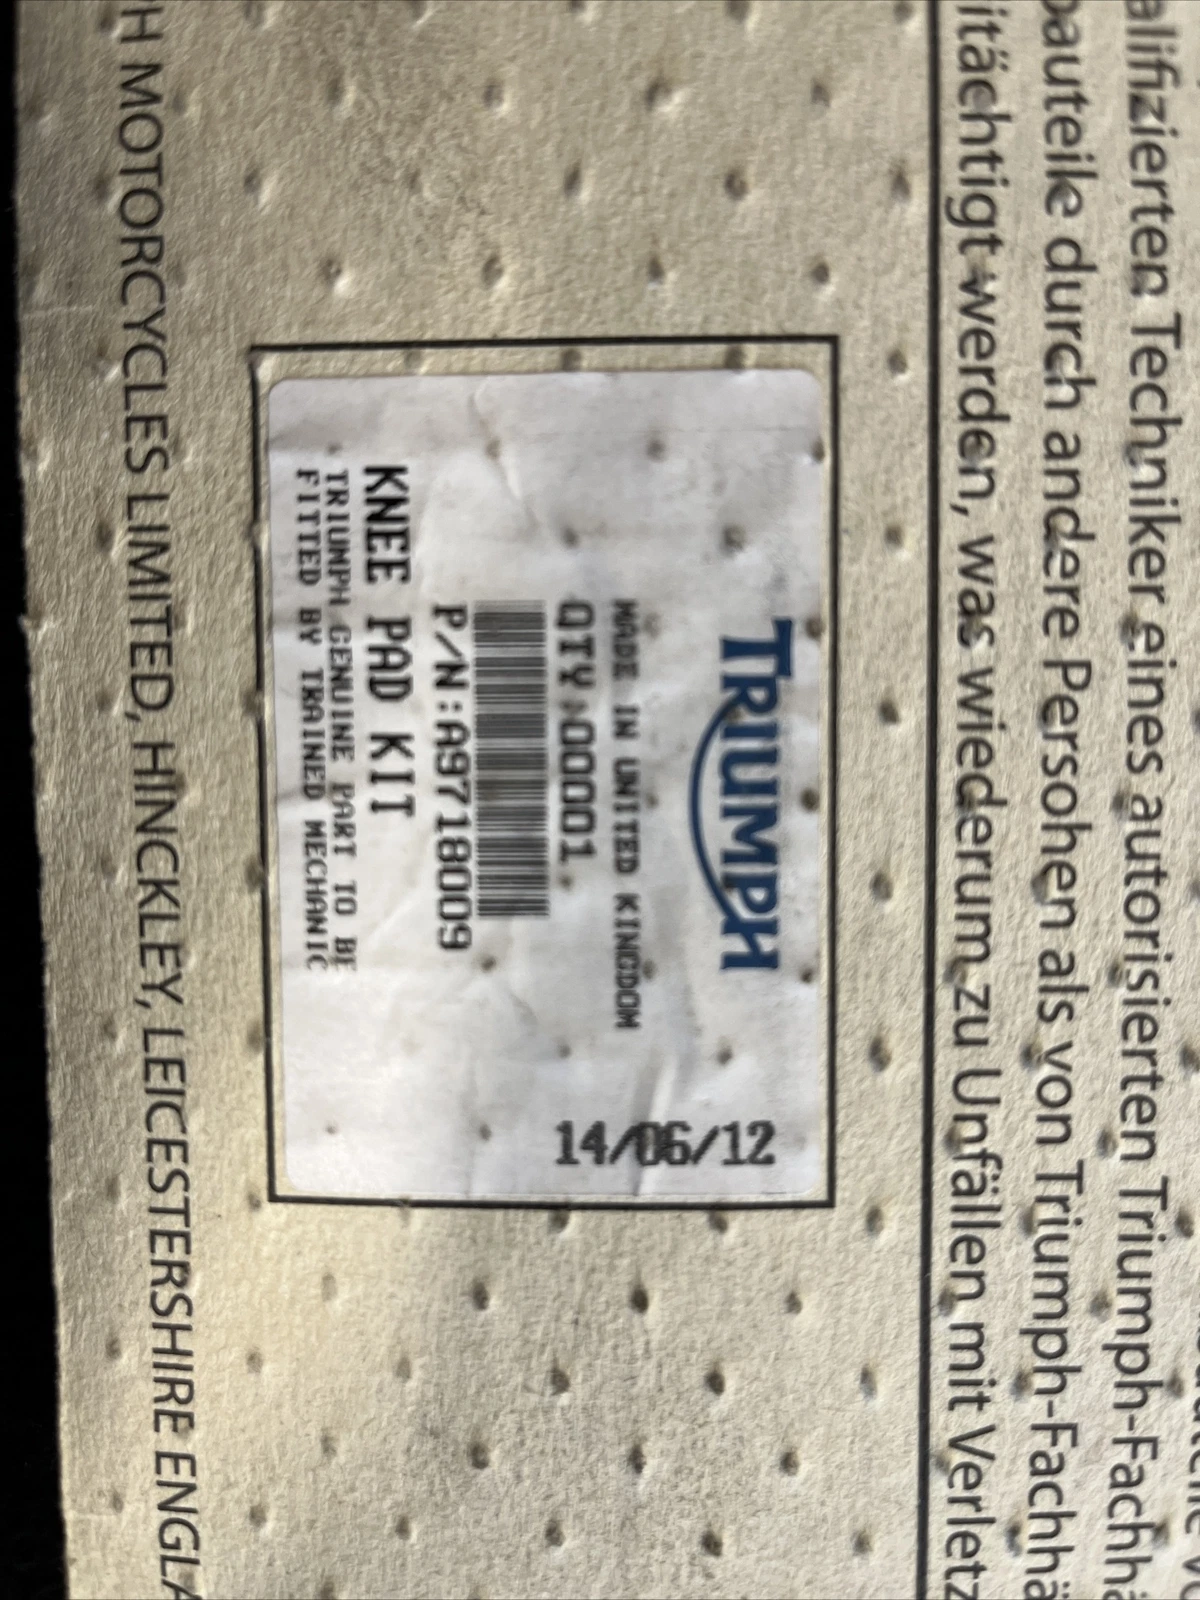 alifizierten Techniker eines autorisierten Triumph-Fachhä
bauteile durch andere Personen als von Triumph-Fachhä
itächtigt werden, was wiederum zu Unfällen mit Verletz
TRIUMPH
14/06/12
MADE IN UNITED KINGDOM
QTY:00001
P/N:A9718009
KNEE PAD KIT
TRIUMPH GENUINE PART TO BE
FITTED BY TRAINED MECHANIC
H MOTORCYCLES LIMITED, HINCKLEY, LEICESTERSHIRE ENGLA